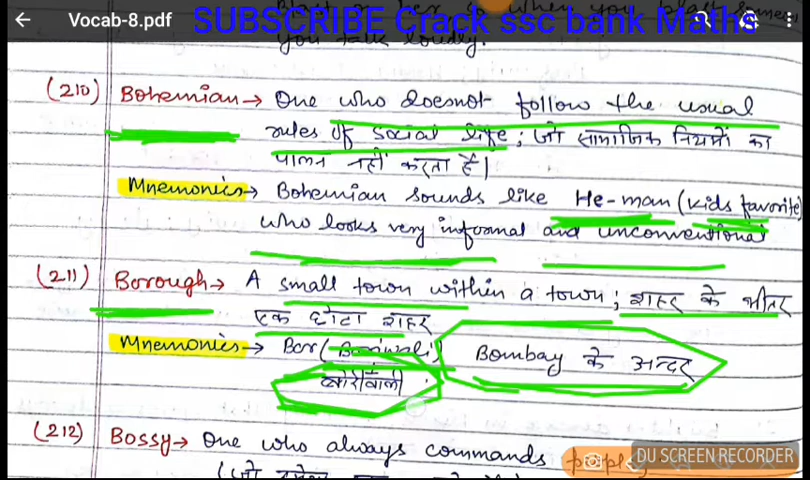 Vocab-8.pdf SUBSCRIBE Crack ssc bank Maths
you talk loudly.
(210) Bohemian → One who doesnot follow the usual
rules of social life ; जो सामाजिक नियमों का
पालन नहीं करता है।
Mnemonics → Bohemian sounds like He-man (kids favorite)
who looks very informal and unconventional
(211) Borough → A small town within a town ; शहर के भीतर
एक छोटा शहर
Mnemonics → Bor ( Borivali)
Bombay के अन्दर
बोरीवाली
(212) Bossy → One who always commands people,
DU SCREEN RECORDER